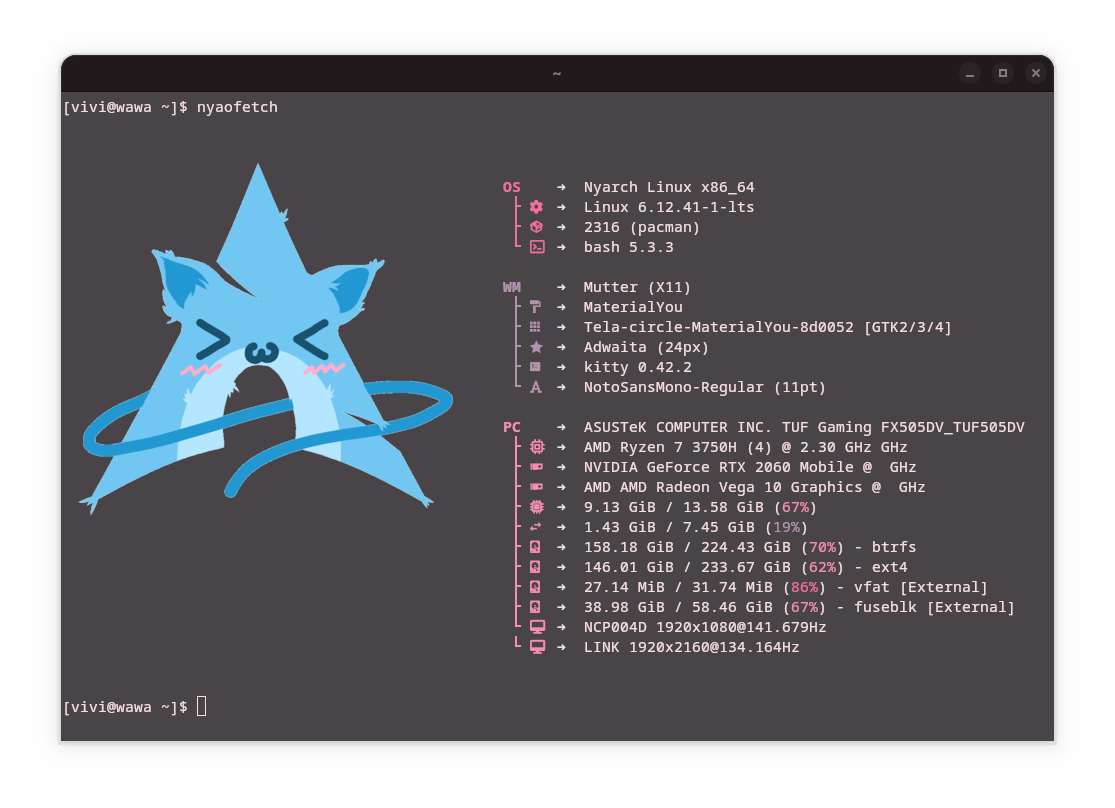 ~
[vivi@wawa ~]$ nyaofetch
OS ➜ Nyarch Linux x86_64
➜ Linux 6.12.41-1-lts
➜ 2316 (pacman)
➜ bash 5.3.3
WM ➜ Mutter (X11)
➜ MaterialYou
➜ Tela-circle-MaterialYou-8d0052 [GTK2/3/4]
➜ Adwaita (24px)
➜ kitty 0.42.2
➜ NotoSansMono-Regular (11pt)
PC ➜ ASUSTeK COMPUTER INC. TUF Gaming FX505DV_TUF505DV
➜ AMD Ryzen 7 3750H (4) @ 2.30 GHz GHz
➜ NVIDIA GeForce RTX 2060 Mobile @  GHz
➜ AMD AMD Radeon Vega 10 Graphics @  GHz
➜ 9.13 GiB / 13.58 GiB (67%)
➜ 1.43 GiB / 7.45 GiB (19%)
➜ 158.18 GiB / 224.43 GiB (70%) - btrfs
➜ 146.01 GiB / 233.67 GiB (62%) - ext4
➜ 27.14 MiB / 31.74 MiB (86%) - vfat [External]
➜ 38.98 GiB / 58.46 GiB (67%) - fuseblk [External]
➜ NCP004D 1920x1080@141.679Hz
➜ LINK 1920x2160@134.164Hz
[vivi@wawa ~]$